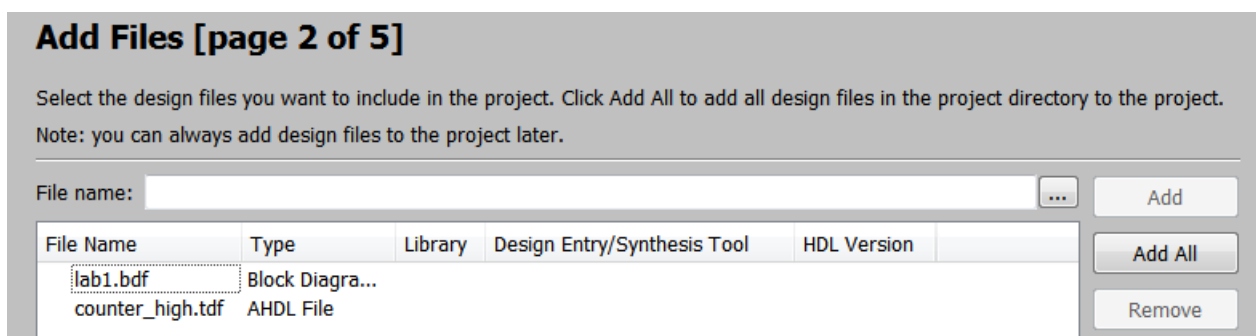 Add Files [page 2 of 5]
Select the design files you want to include in the project. Click Add All to add all design files in the project directory to the project.
Note: you can always add design files to the project later.
File name: ... Add
File Name Type Library Design Entry/Synthesis Tool HDL Version Add All
lab1.bdf Block Diagra...
counter_high.tdf AHDL File Remove